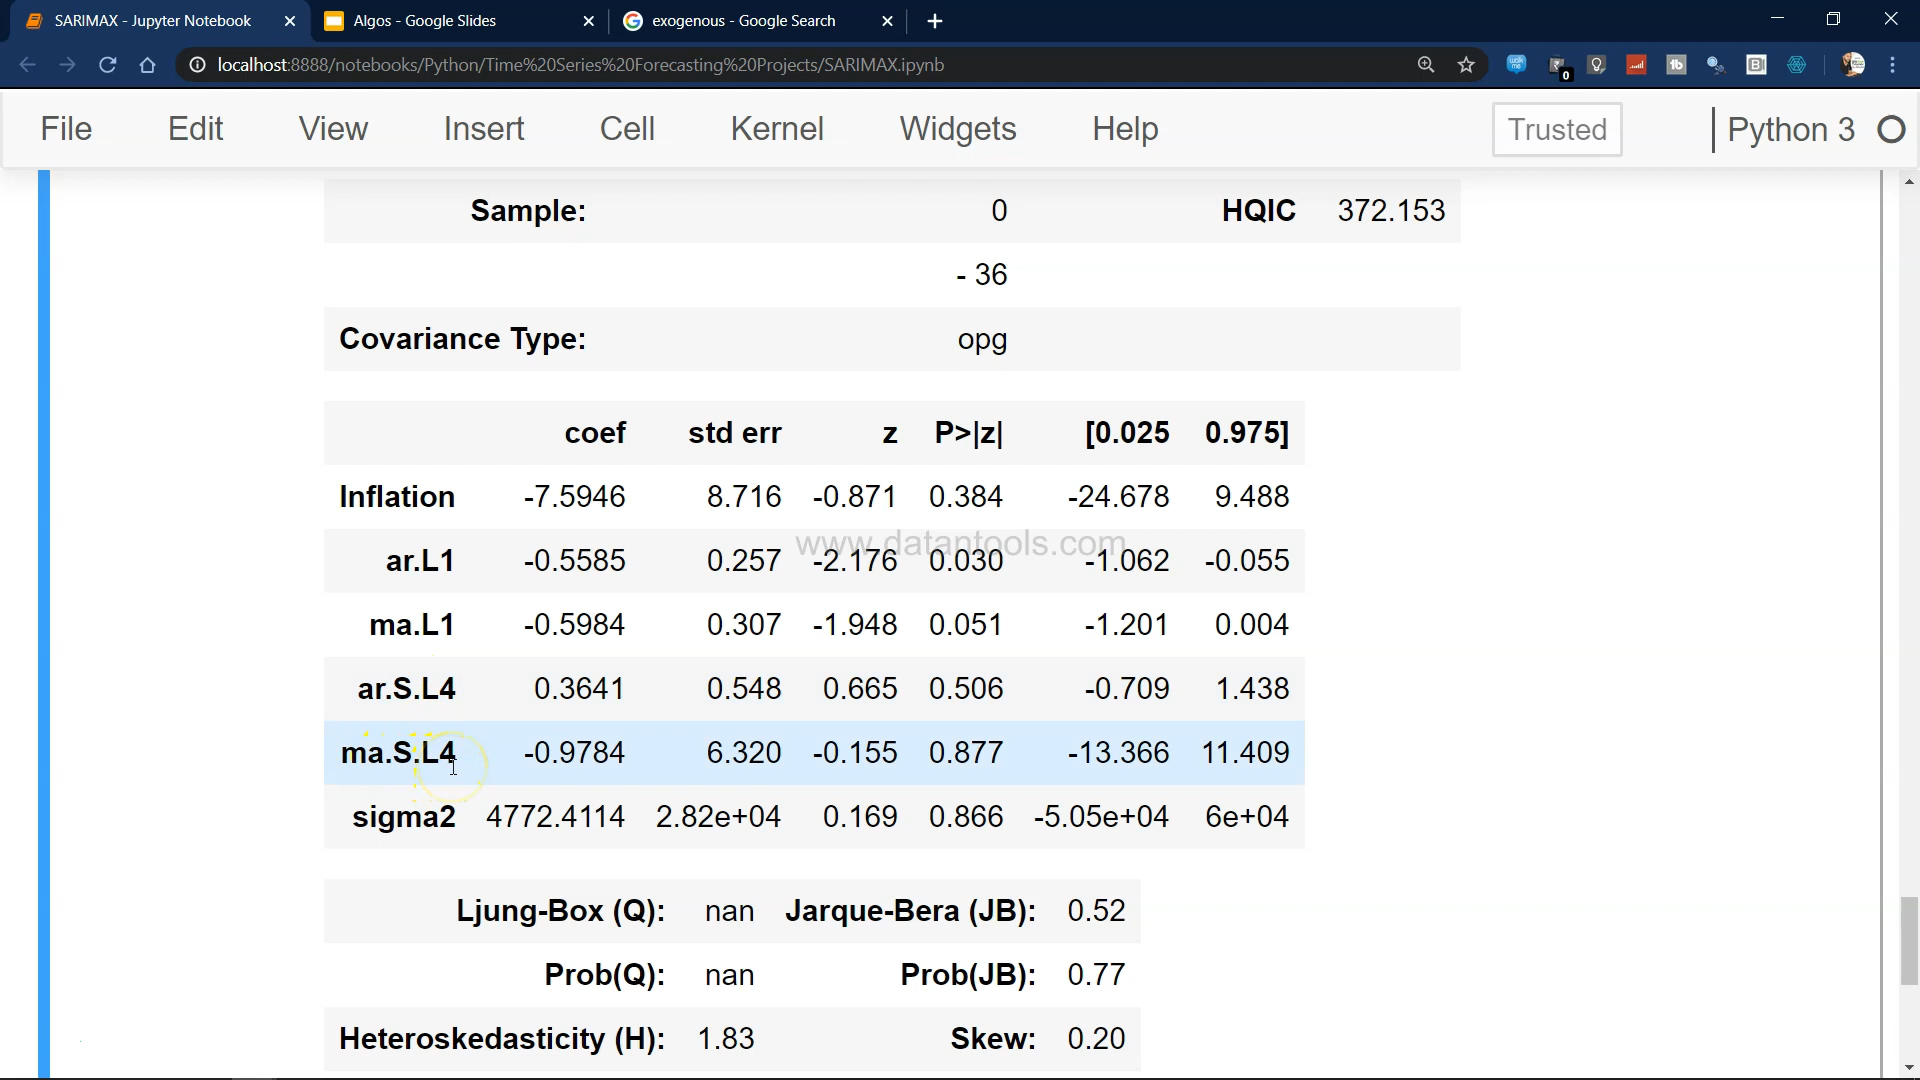 SARIMAX - Jupyter Notebook Algos - Google Slides exogenous - Google Search
localhost:8888/notebooks/Python/Time%20Series%20Forecasting%20Projects/SARIMAX.ipynb 0
File Edit View Insert Cell Kernel Widgets Help Trusted Python 3
Sample: 0 HQIC 372.153
- 36
Covariance Type: opg
coef std err z P>|z| [0.025 0.975]
Inflation -7.5946 8.716 -0.871 0.384 -24.678 9.488
www.datantools.com
ar.L1 -0.5585 0.257 -2.176 0.030 -1.062 -0.055
ma.L1 -0.5984 0.307 -1.948 0.051 -1.201 0.004
ar.S.L4 0.3641 0.548 0.665 0.506 -0.709 1.438
ma.S.L4 -0.9784 6.320 -0.155 0.877 -13.366 11.409
sigma2 4772.4114 2.82e+04 0.169 0.866 -5.05e+04 6e+04
Ljung-Box (Q): nan Jarque-Bera (JB): 0.52
Prob(Q): nan Prob(JB): 0.77
Heteroskedasticity (H): 1.83 Skew: 0.20